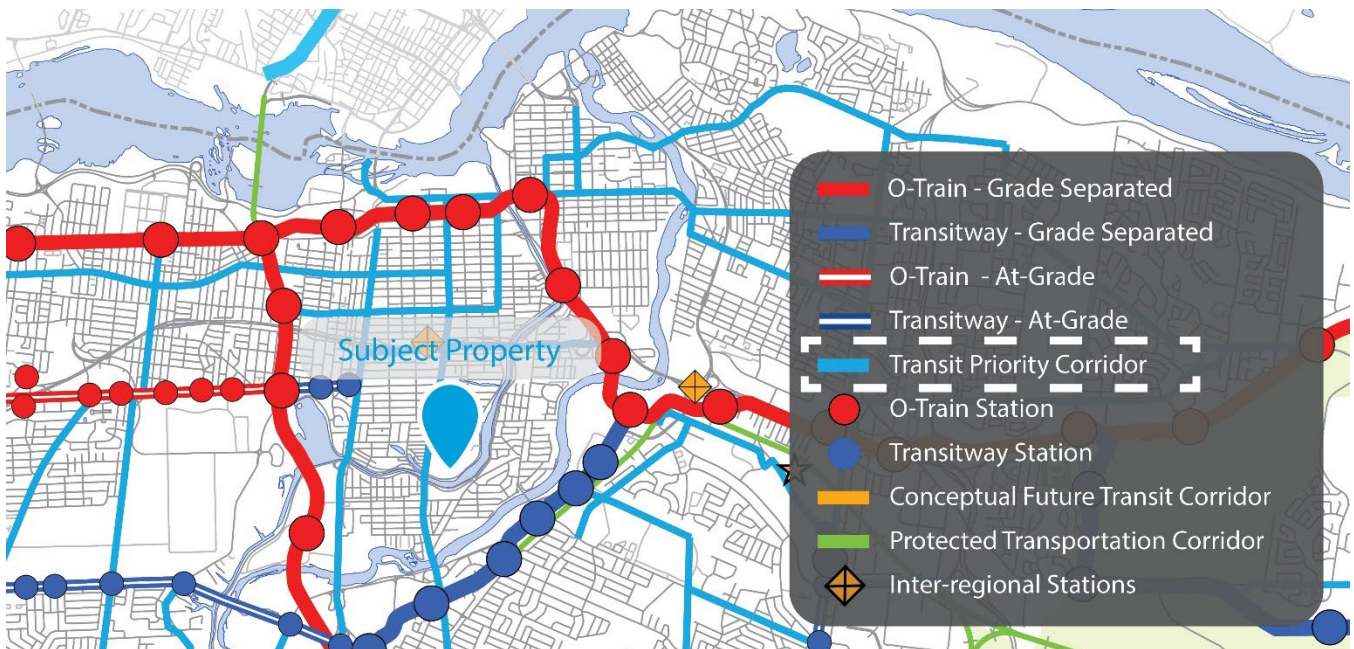 O-Train - Grade Separated
Transitway - Grade Separated
O-Train - At-Grade
Transitway - At-Grade
Subject Property
Transit Priority Corridor
O-Train Station
Transitway Station
Conceptual Future Transit Corridor
Protected Transportation Corridor
Inter-regional Stations